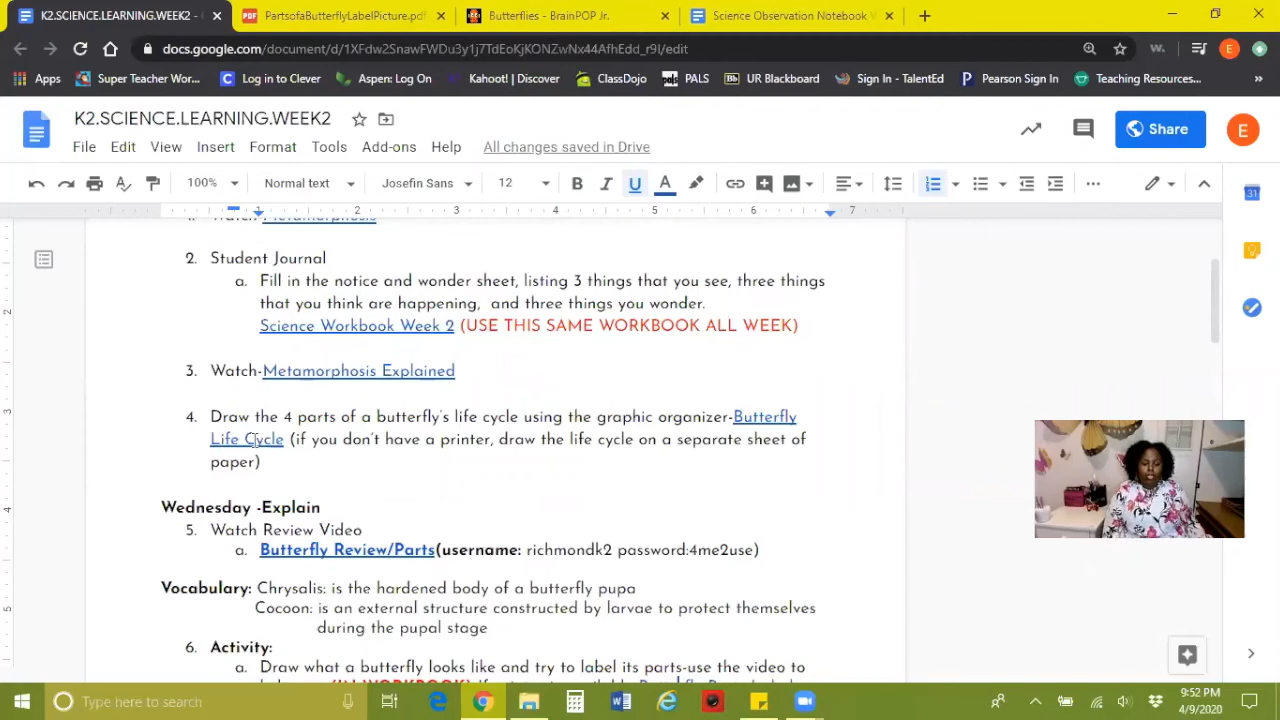 K2.SCIENCE.LEARNING.WEEK2 -
PartsofaButterflyLabelPicture.pdf
Butterflies - BrainPOP Jr.
Science Observation Notebook W
docs.google.com/document/d/1XFdw2SnawFWDu3y1j7TdEoKjKONZwNx44AfhEdd_r9I/edit
Apps
Super Teacher Wor...
Log in to Clever
Aspen: Log On
Kahoot! | Discover
ClassDojo
PALS
UR Blackboard
Sign In - TalentEd
Pearson Sign In
Teaching Resources...
K2.SCIENCE.LEARNING.WEEK2
File Edit View Insert Format Tools Add-ons Help All changes saved in Drive
Share
E
100% Normal text Josefin Sans 12
1 2 3 4 5 6 7
2. Student Journal
a. Fill in the notice and wonder sheet, listing 3 things that you see, three things
that you think are happening, and three things you wonder.
Science Workbook Week 2 (USE THIS SAME WORKBOOK ALL WEEK)
3. Watch-Metamorphosis Explained
4. Draw the 4 parts of a butterfly's life cycle using the graphic organizer-Butterfly
Life Cycle (if you don't have a printer, draw the life cycle on a separate sheet of
paper)
Wednesday -Explain
5. Watch Review Video
a. Butterfly Review/Parts(username: richmondk2 password:4me2use)
Vocabulary: Chrysalis: is the hardened body of a butterfly pupa
Cocoon: is an external structure constructed by larvae to protect themselves
during the pupal stage
6. Activity:
a. Draw what a butterfly looks like and try to label its parts-use the video to
Type here to search
9:52 PM
4/9/2020